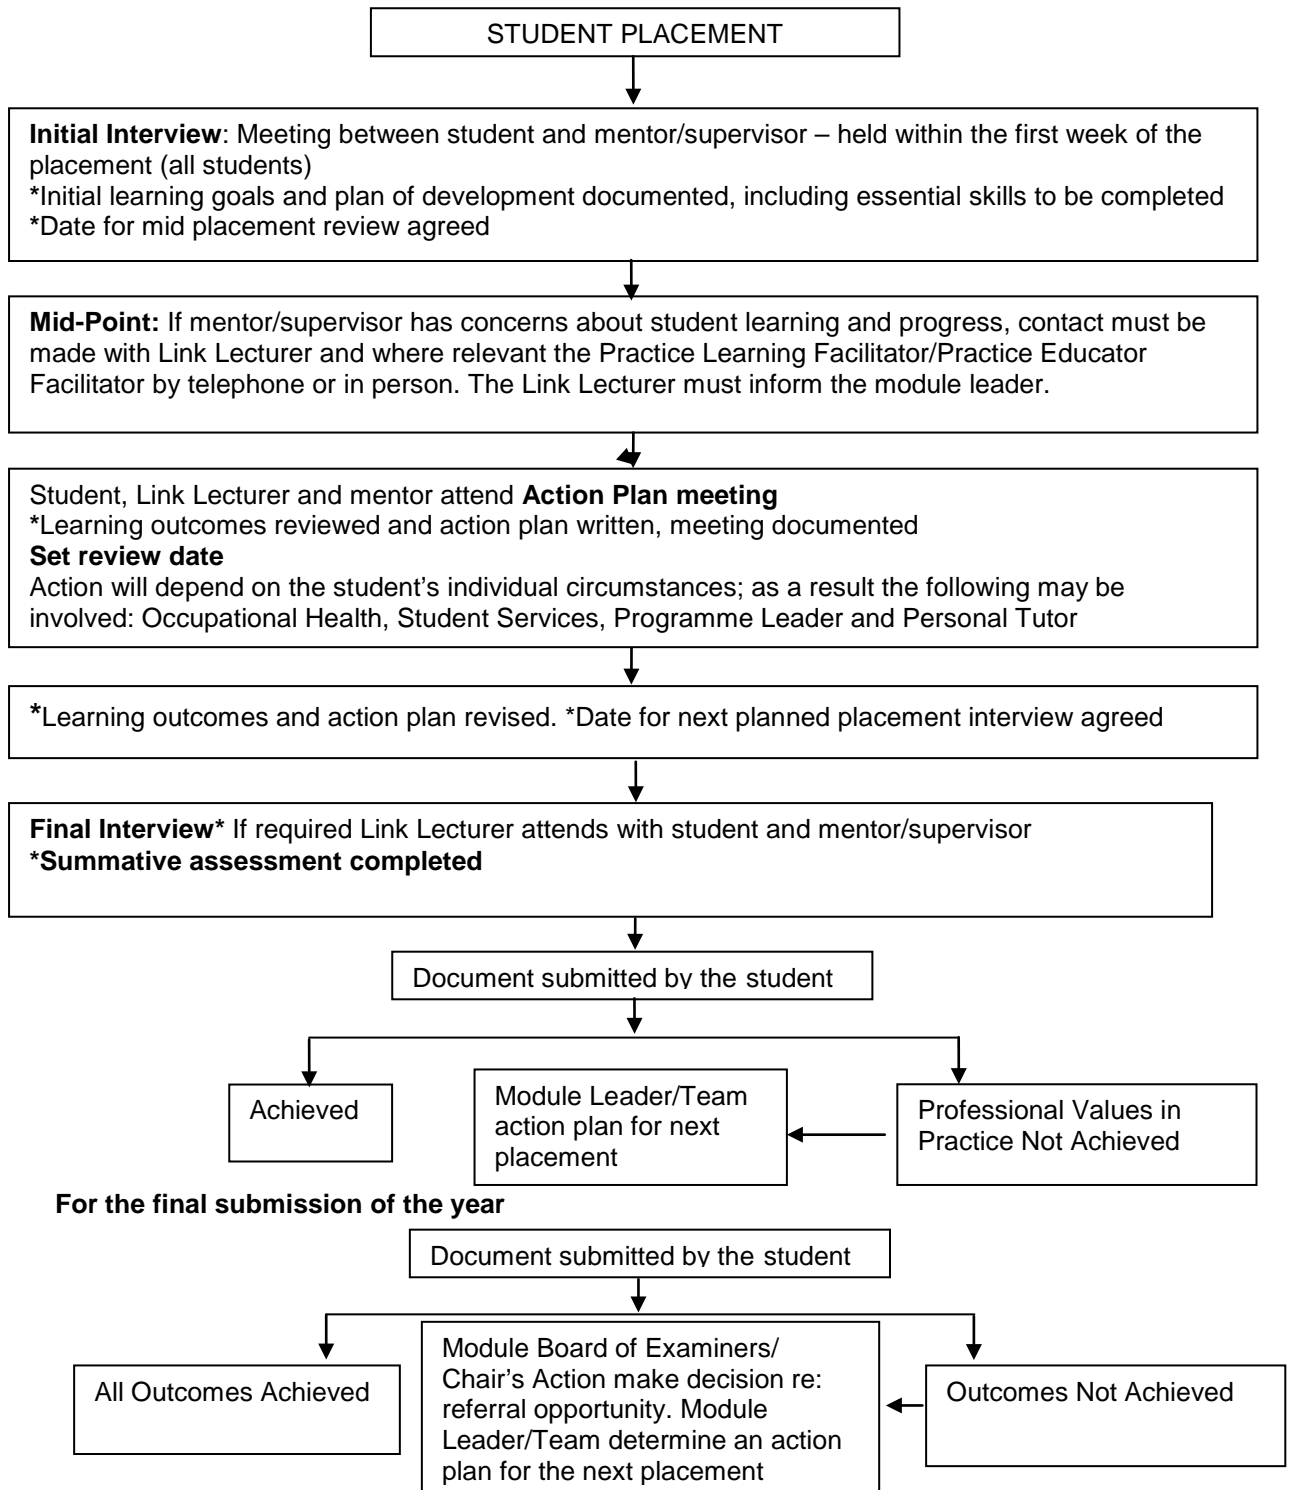 STUDENT PLACEMENT
Initial Interview: Meeting between student and mentor/supervisor – held within the first week of the
placement (all students)
*Initial learning goals and plan of development documented, including essential skills to be completed
*Date for mid placement review agreed
Mid-Point: If mentor/supervisor has concerns about student learning and progress, contact must be
made with Link Lecturer and where relevant the Practice Learning Facilitator/Practice Educator
Facilitator by telephone or in person. The Link Lecturer must inform the module leader.
Student, Link Lecturer and mentor attend Action Plan meeting
*Learning outcomes reviewed and action plan written, meeting documented
Set review date
Action will depend on the student’s individual circumstances; as a result the following may be
involved: Occupational Health, Student Services, Programme Leader and Personal Tutor
*Learning outcomes and action plan revised. *Date for next planned placement interview agreed
Final Interview* If required Link Lecturer attends with student and mentor/supervisor
*Summative assessment completed
Document submitted by the student
Achieved
Module Leader/Team
action plan for next
placement
Professional Values in
Practice Not Achieved
For the final submission of the year
Document submitted by the student
All Outcomes Achieved
Module Board of Examiners/
Chair’s Action make decision re:
referral opportunity. Module
Leader/Team determine an action
plan for the next placement
Outcomes Not Achieved